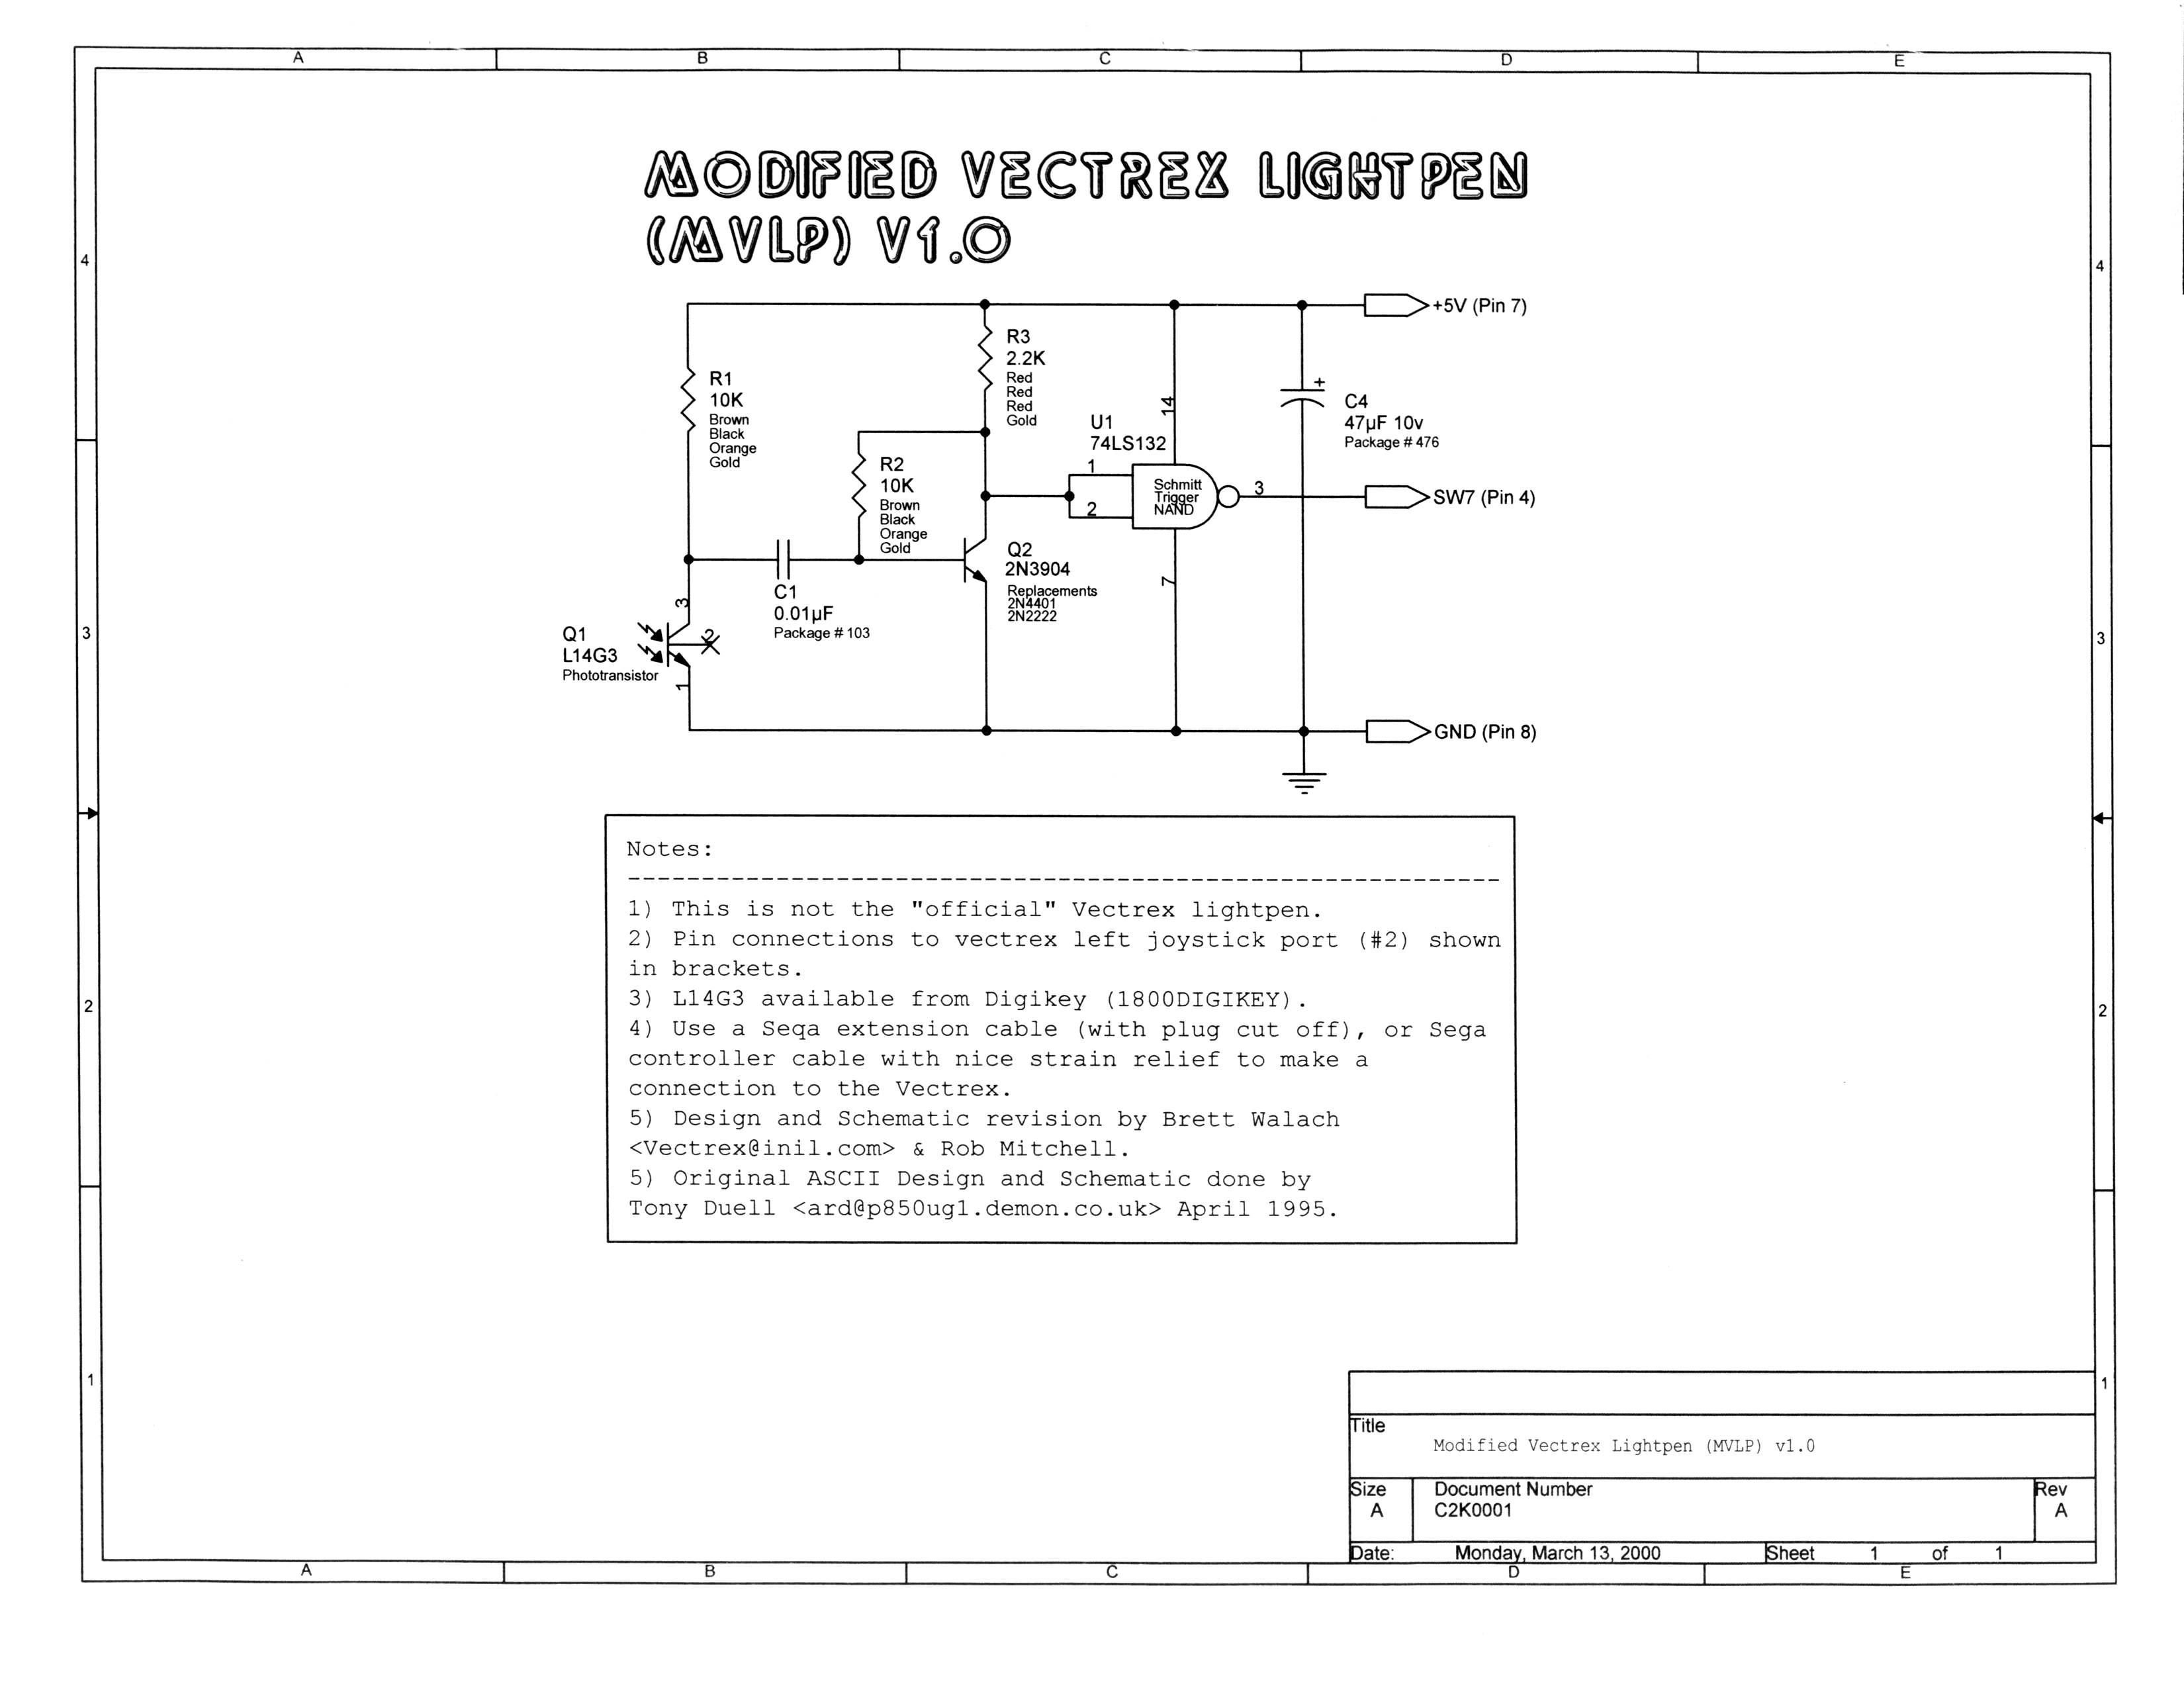 A B C D E
MODIFIED VECTREX LIGHTPEN
(MVLP) V1.0
4
4
+5V (Pin 7)
R3
2.2K
Red
Red
Red
Gold
R1
10K
Brown
Black
Orange
Gold
14
C4
47µF 10v
Package # 476
+
U1
74LS132
1
2
Schmitt
Trigger
NAND
3
SW7 (Pin 4)
R2
10K
Brown
Black
Orange
Gold
Q2
2N3904
Replacements
2N4401
2N2222
7
C1
0.01µF
Package # 103
3
2
1
Q1
L14G3
Phototransistor
3
3
GND (Pin 8)
Notes:
1) This is not the "official" Vectrex lightpen.
2) Pin connections to vectrex left joystick port (#2) shown
in brackets.
3) L14G3 available from Digikey (1800DIGIKEY).
4) Use a Seqa extension cable (with plug cut off), or Sega
controller cable with nice strain relief to make a
connection to the Vectrex.
5) Design and Schematic revision by Brett Walach
<Vectrex@inil.com> & Rob Mitchell.
5) Original ASCII Design and Schematic done by
Tony Duell <ard@p850ug1.demon.co.uk> April 1995.
2
2
1
1
Title
Modified Vectrex Lightpen (MVLP) v1.0
Size
A
Document Number
C2K0001
Rev
A
Date: Monday, March 13, 2000 Sheet 1 of 1
A B C D E